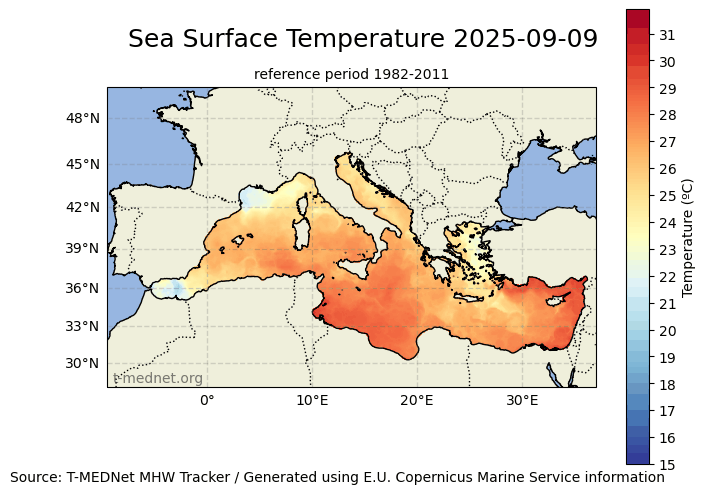 Sea Surface Temperature 2025-09-09
reference period 1982-2011
48°N
45°N
42°N
39°N
36°N
33°N
30°N
t-mednet.org
0°
10°E
20°E
30°E
31
30
29
28
27
26
25
24
23
22
21
20
19
18
17
16
15
Temperature (ºC)
Source: T-MEDNet MHW Tracker / Generated using E.U. Copernicus Marine Service information